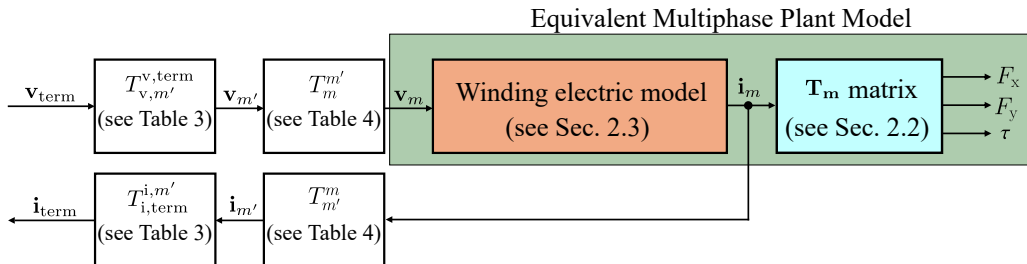 Equivalent Multiphase Plant Model
v_term
T_{v,m′}^{v,term}
(see Table 3)
v_{m′}
T_m^{m′}
(see Table 4)
v_m
Winding electric model
(see Sec. 2.3)
i_m
T_m matrix
(see Sec. 2.2)
F_x
F_y
τ
i_term
T_{i,term}^{i,m′}
(see Table 3)
i_{m′}
T_{m′}^m
(see Table 4)